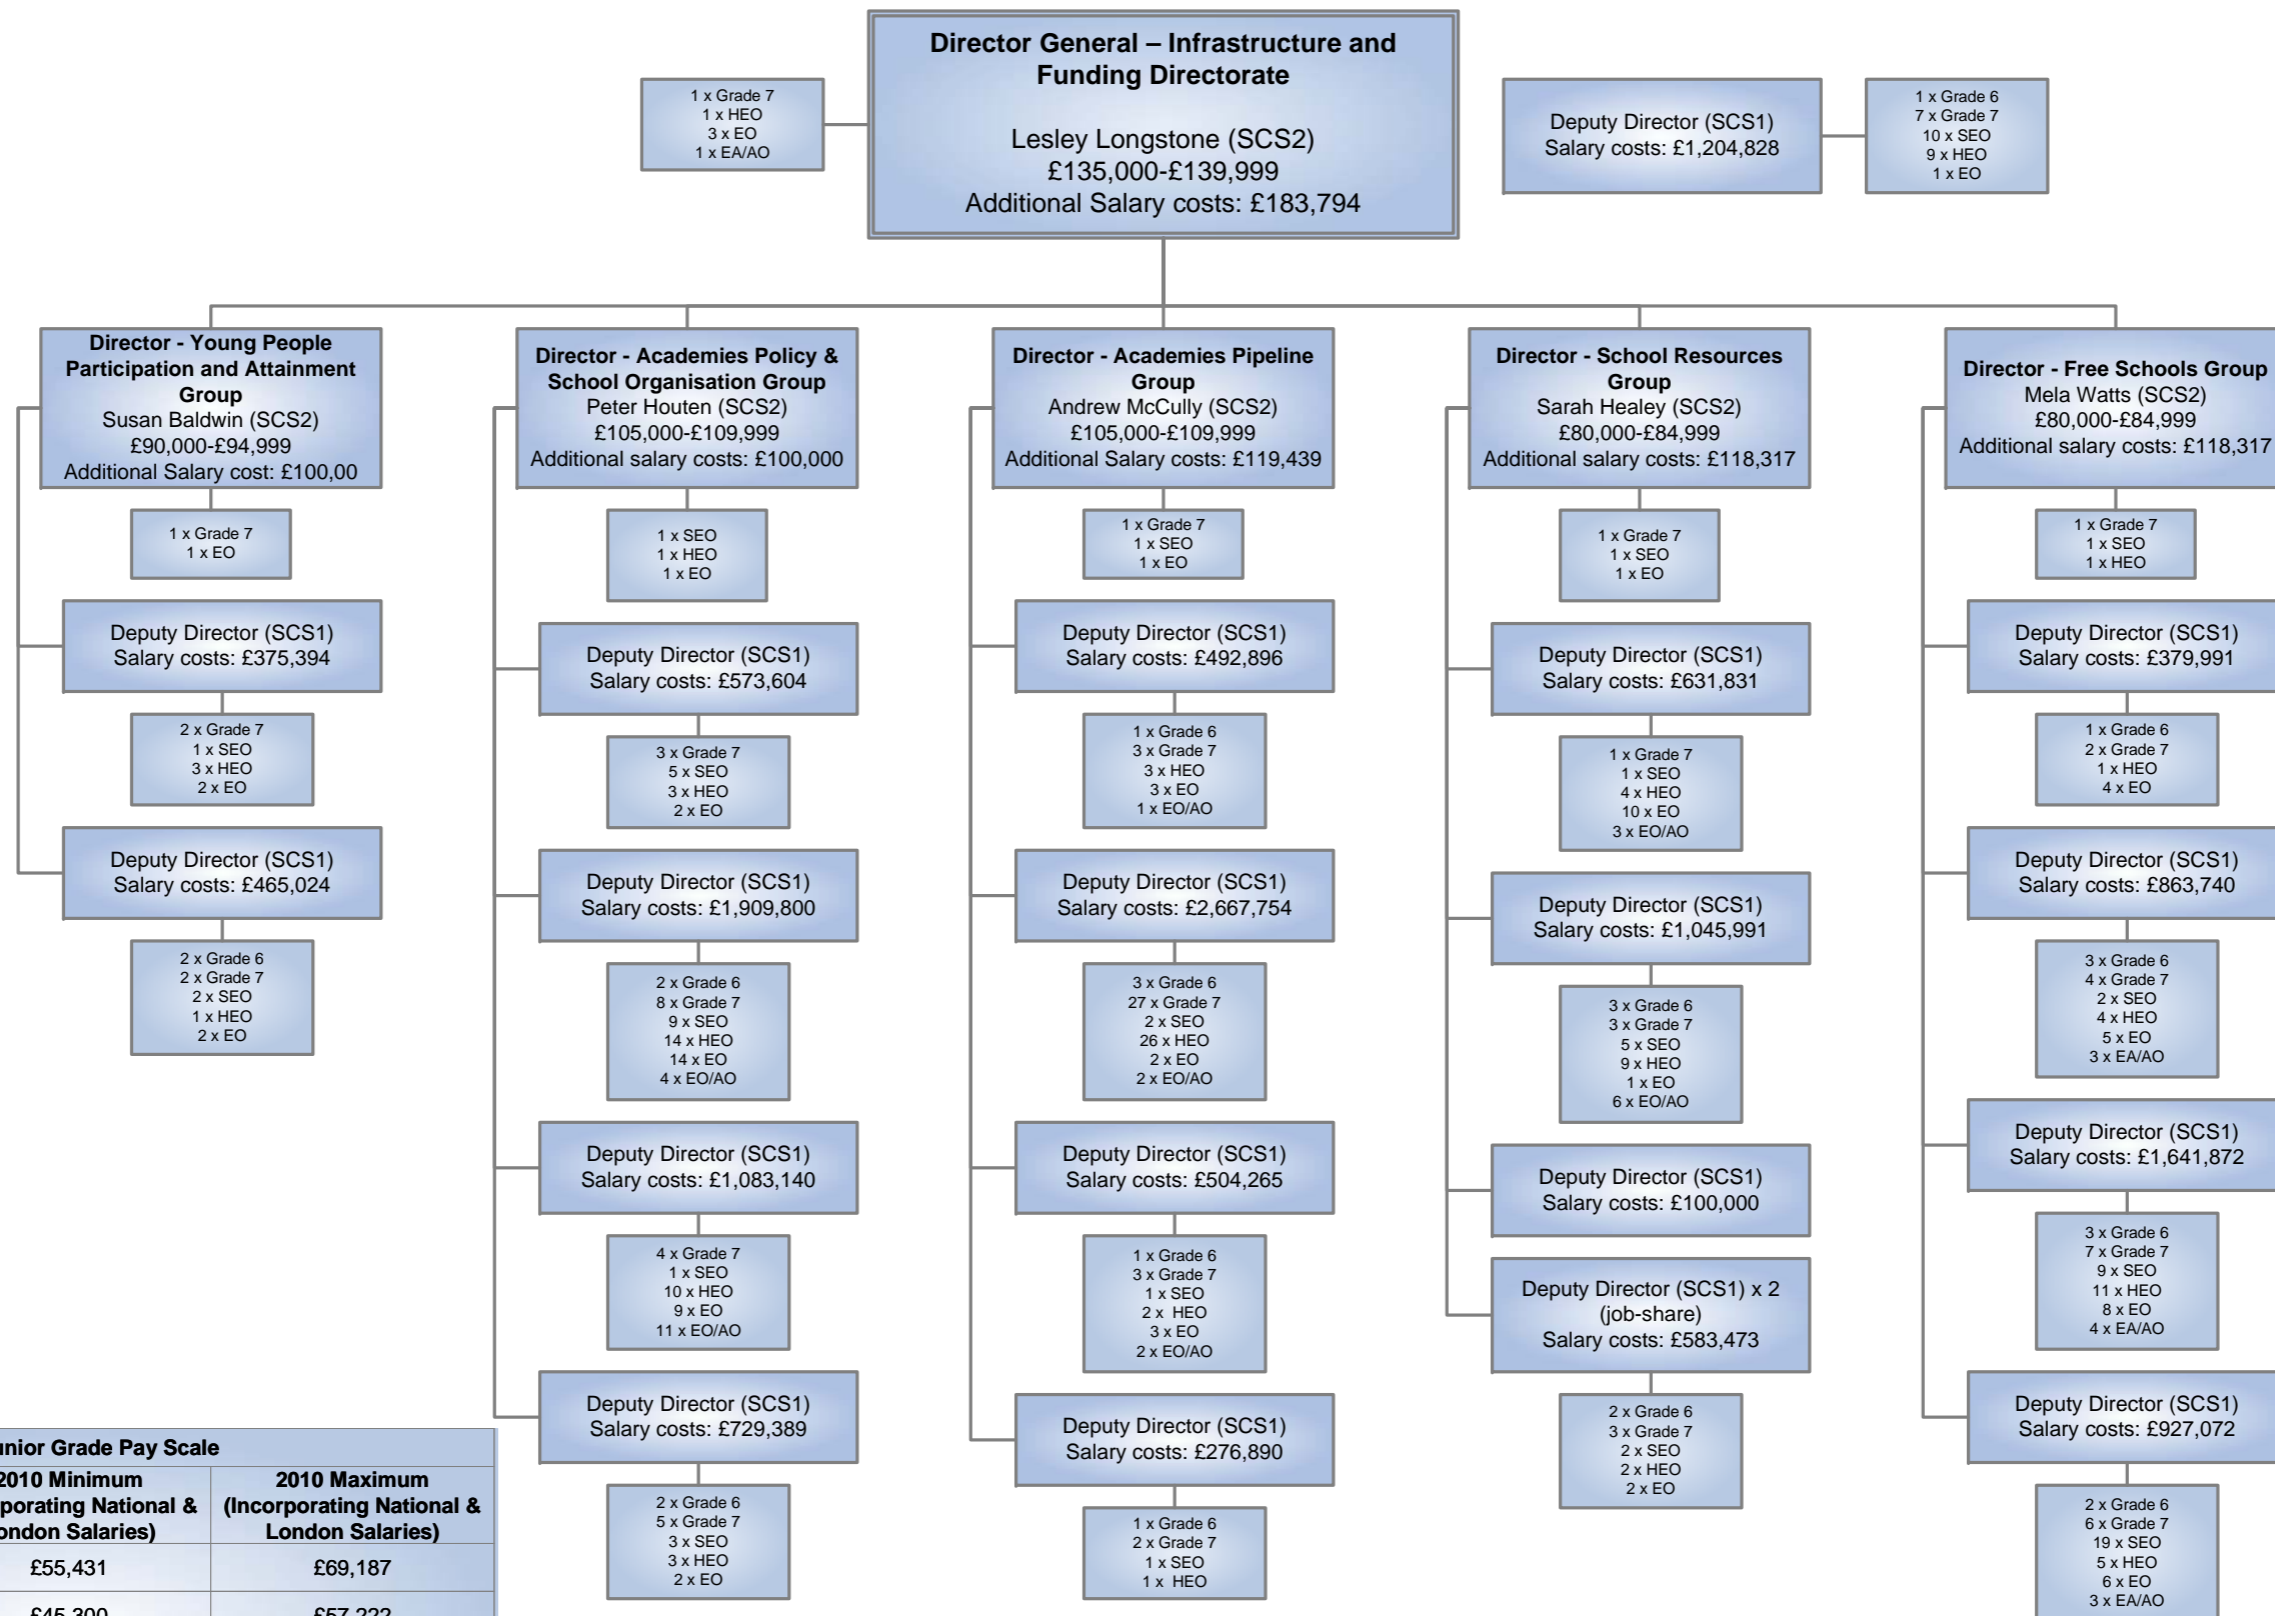 Director General – Infrastructure and
Funding Directorate
Lesley Longstone (SCS2)
£135,000-£139,999
Additional Salary costs: £183,794
1 x Grade 7
1 x HEO
3 x EO
1 x EA/AO
Deputy Director (SCS1)
Salary costs: £1,204,828
1 x Grade 6
7 x Grade 7
10 x SEO
9 x HEO
1 x EO
Director - Young People
Participation and Attainment
Group
Susan Baldwin (SCS2)
£90,000-£94,999
Additional Salary cost: £100,00
1 x Grade 7
1 x EO
Deputy Director (SCS1)
Salary costs: £375,394
2 x Grade 7
1 x SEO
3 x HEO
2 x EO
Deputy Director (SCS1)
Salary costs: £465,024
2 x Grade 6
2 x Grade 7
2 x SEO
1 x HEO
2 x EO
Director - Academies Policy &
School Organisation Group
Peter Houten (SCS2)
£105,000-£109,999
Additional salary costs: £100,000
1 x SEO
1 x HEO
1 x EO
Deputy Director (SCS1)
Salary costs: £573,604
3 x Grade 7
5 x SEO
3 x HEO
2 x EO
Deputy Director (SCS1)
Salary costs: £1,909,800
2 x Grade 6
8 x Grade 7
9 x SEO
14 x HEO
14 x EO
4 x EO/AO
Deputy Director (SCS1)
Salary costs: £1,083,140
4 x Grade 7
1 x SEO
10 x HEO
9 x EO
11 x EO/AO
Deputy Director (SCS1)
Salary costs: £729,389
2 x Grade 6
5 x Grade 7
3 x SEO
3 x HEO
2 x EO
Director - Academies Pipeline
Group
Andrew McCully (SCS2)
£105,000-£109,999
Additional Salary costs: £119,439
1 x Grade 7
1 x SEO
1 x EO
Deputy Director (SCS1)
Salary costs: £492,896
1 x Grade 6
3 x Grade 7
3 x HEO
3 x EO
1 x EO/AO
Deputy Director (SCS1)
Salary costs: £2,667,754
3 x Grade 6
27 x Grade 7
2 x SEO
26 x HEO
2 x EO
2 x EO/AO
Deputy Director (SCS1)
Salary costs: £504,265
1 x Grade 6
3 x Grade 7
1 x SEO
2 x HEO
3 x EO
2 x EO/AO
Deputy Director (SCS1)
Salary costs: £276,890
1 x Grade 6
2 x Grade 7
1 x SEO
1 x HEO
Director - School Resources
Group
Sarah Healey (SCS2)
£80,000-£84,999
Additional salary costs: £118,317
1 x Grade 7
1 x SEO
1 x EO
Deputy Director (SCS1)
Salary costs: £631,831
1 x Grade 7
1 x SEO
4 x HEO
10 x EO
3 x EO/AO
Deputy Director (SCS1)
Salary costs: £1,045,991
3 x Grade 6
3 x Grade 7
5 x SEO
9 x HEO
1 x EO
6 x EO/AO
Deputy Director (SCS1)
Salary costs: £100,000
Deputy Director (SCS1) x 2
(job-share)
Salary costs: £583,473
2 x Grade 6
3 x Grade 7
2 x SEO
2 x HEO
2 x EO
Director - Free Schools Group
Mela Watts (SCS2)
£80,000-£84,999
Additional salary costs: £118,317
1 x Grade 7
1 x SEO
1 x HEO
Deputy Director (SCS1)
Salary costs: £379,991
1 x Grade 6
2 x Grade 7
1 x HEO
4 x EO
Deputy Director (SCS1)
Salary costs: £863,740
3 x Grade 6
4 x Grade 7
2 x SEO
4 x HEO
5 x EO
3 x EA/AO
Deputy Director (SCS1)
Salary costs: £1,641,872
3 x Grade 6
7 x Grade 7
9 x SEO
11 x HEO
8 x EO
4 x EA/AO
Deputy Director (SCS1)
Salary costs: £927,072
2 x Grade 6
6 x Grade 7
19 x SEO
5 x HEO
6 x EO
3 x EA/AO
unior Grade Pay Scale
2010 Minimum
porating National &
ondon Salaries)
2010 Maximum
(Incorporating National &
London Salaries)
£55,431
£69,187
£45,300
£57,222